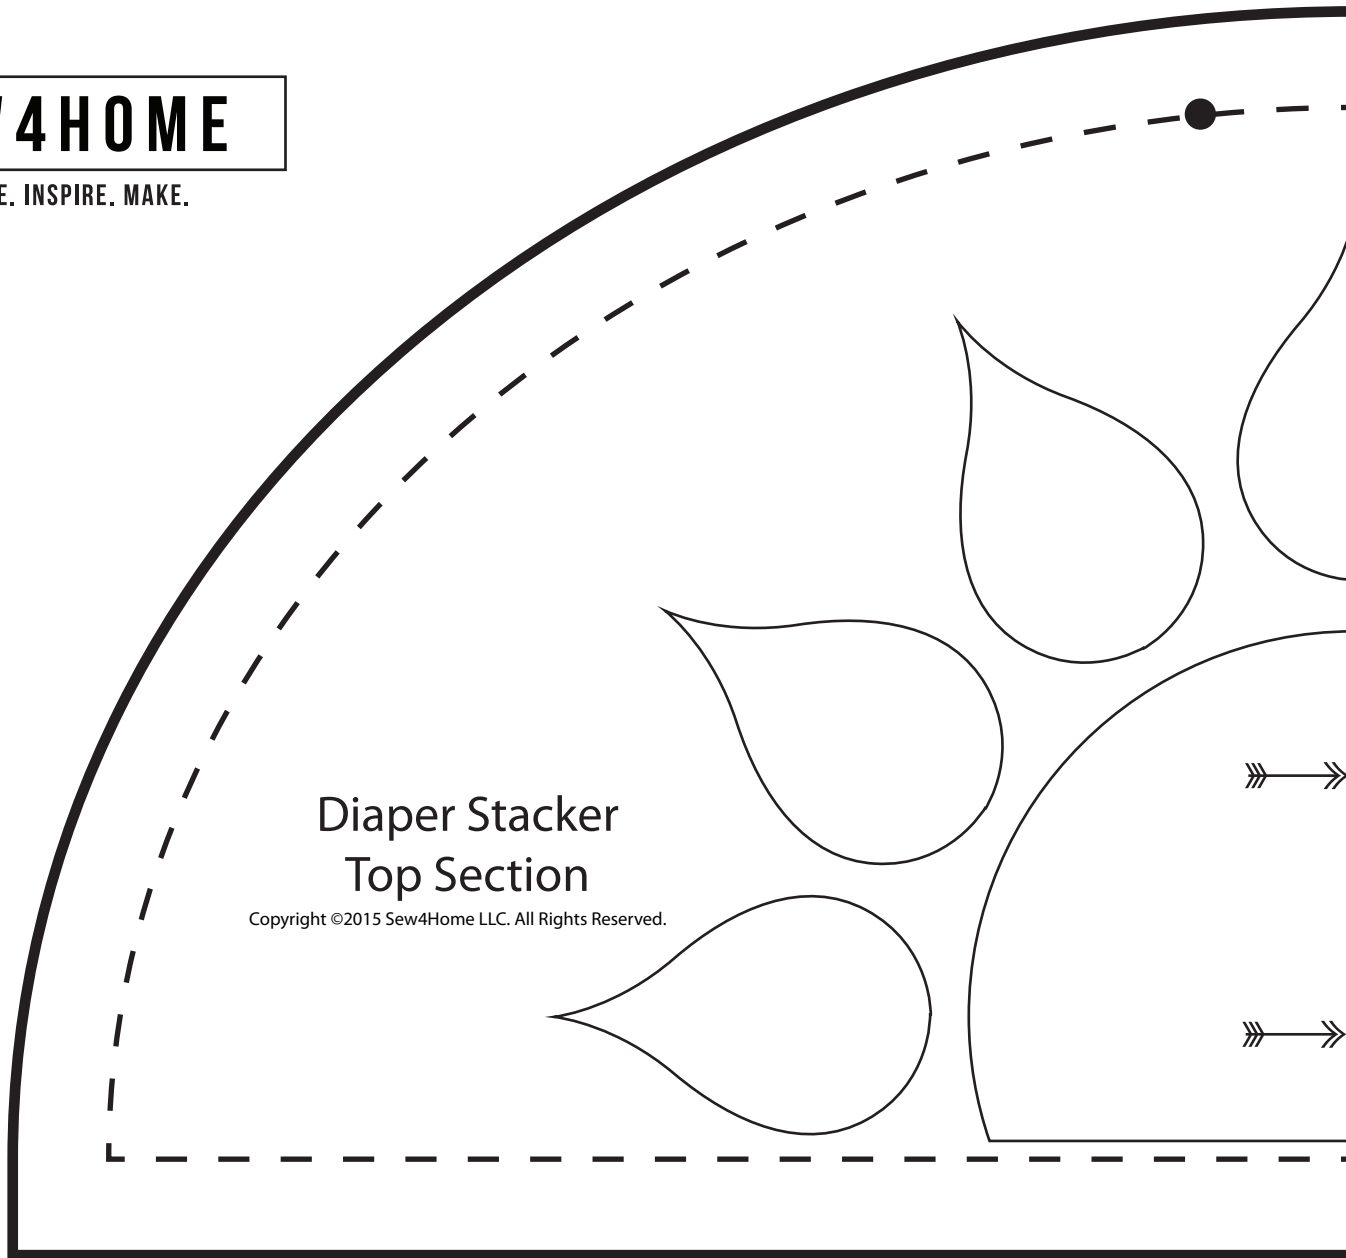 4HOME
E. INSPIRE. MAKE.
Diaper Stacker
Top Section
Copyright ©2015 Sew4Home LLC. All Rights Reserved.